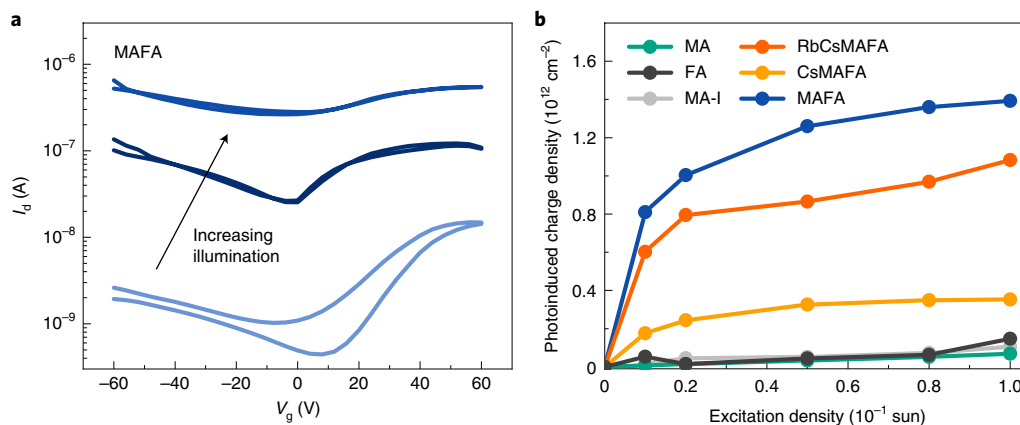 a
MAFA
10⁻⁶
10⁻⁷
10⁻⁸
10⁻⁹
I_d (A)
Increasing
illumination
−60
−40
−20
0
20
40
60
V_g (V)
b
MA
FA
MA-I
RbCsMAFA
CsMAFA
MAFA
1.6
1.2
0.8
0.4
0
Photoinduced charge density (10¹² cm⁻²)
0
0.2
0.4
0.6
0.8
1.0
Excitation density (10⁻¹ sun)